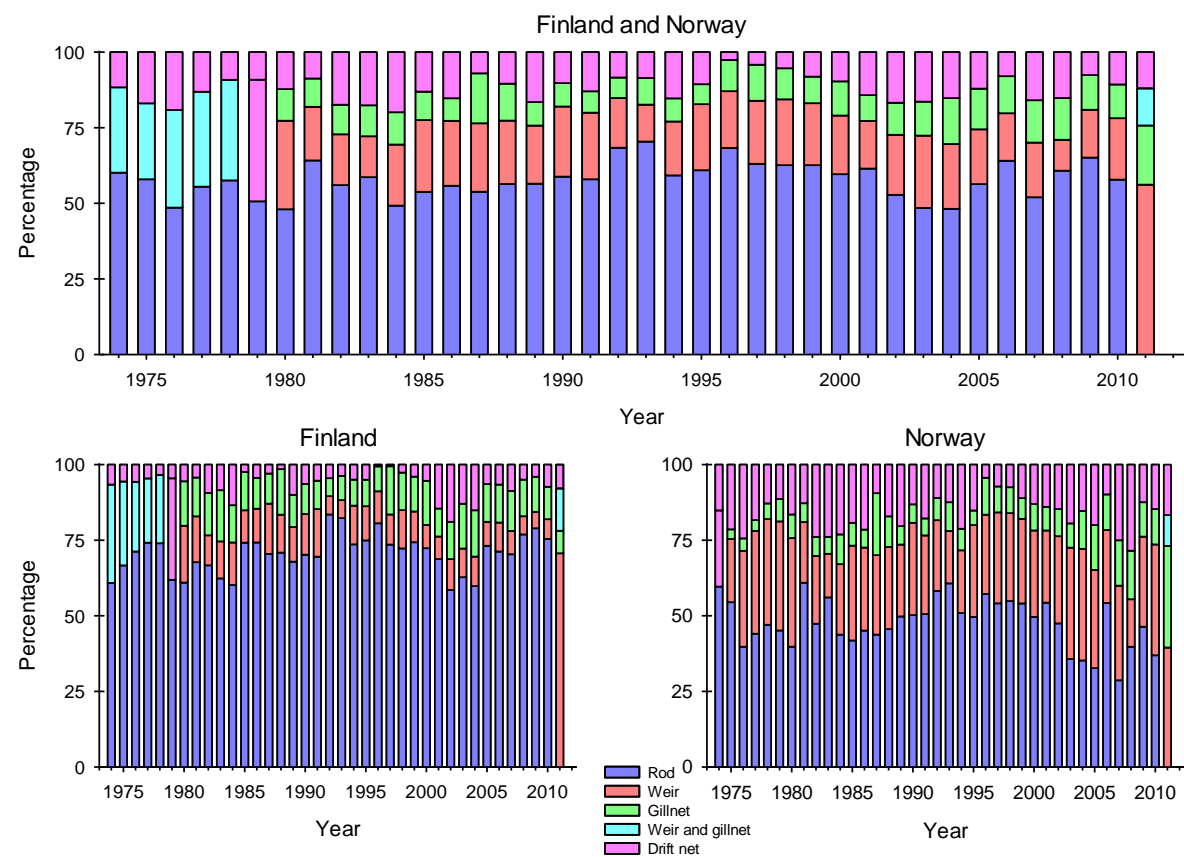 Finland and Norway
Percentage
100
75
50
25
0
1975 1980 1985 1990 1995 2000 2005 2010
Year
Finland
Percentage
100
75
50
25
0
1975 1980 1985 1990 1995 2000 2005 2010
Year
Norway
100
75
50
25
0
1975 1980 1985 1990 1995 2000 2005 2010
Year
Rod
Weir
Gillnet
Weir and gillnet
Drift net